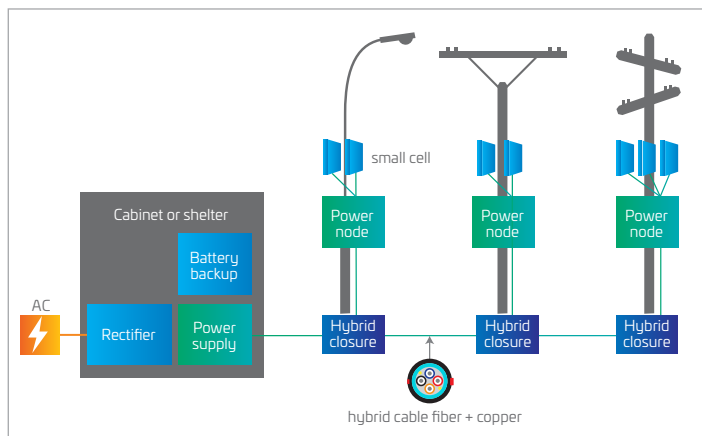 small cell
Cabinet or shelter
Power
node
Power
node
Power
node
Battery
backup
AC
Rectifier
Power
supply
Hybrid
closure
Hybrid
closure
Hybrid
closure
hybrid cable fiber + copper